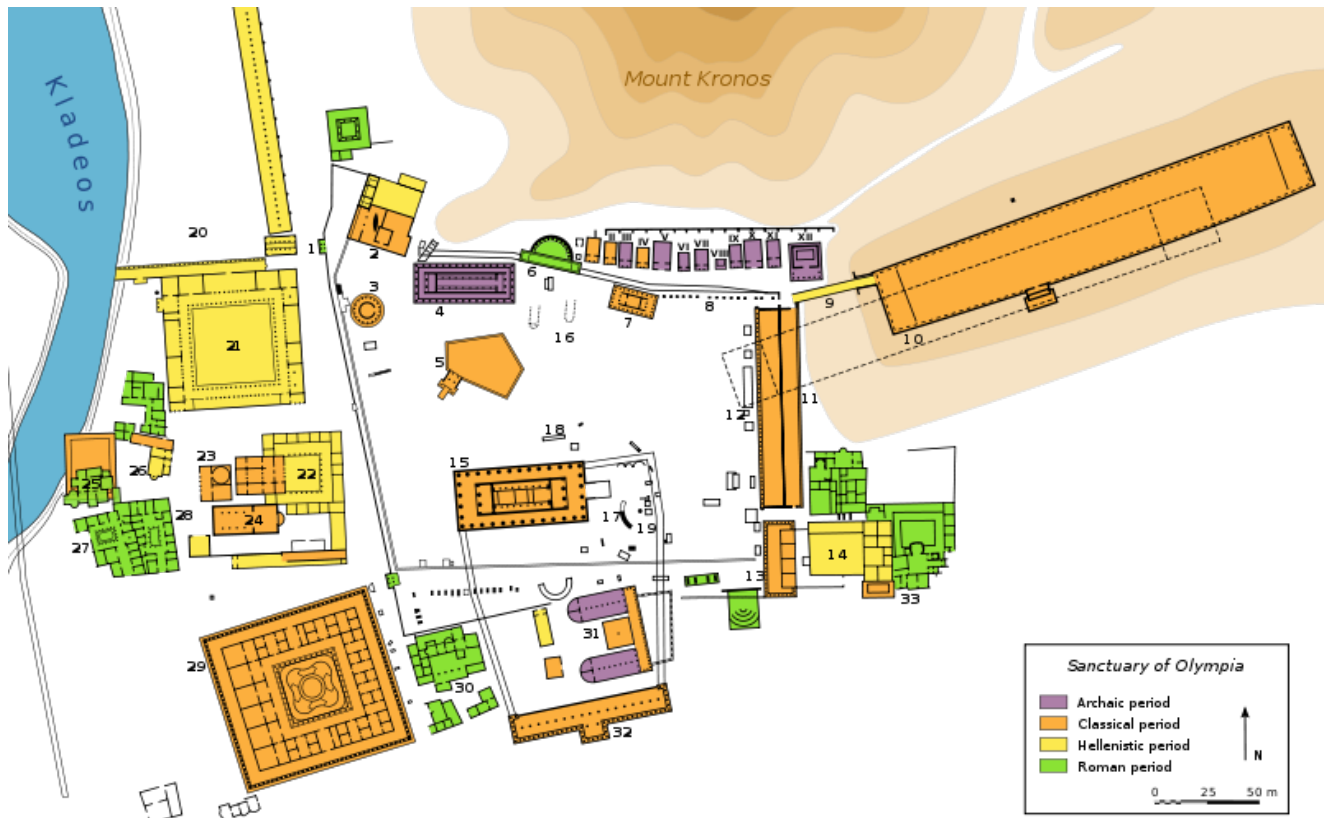 Mount Kronos
Kladeos
20
1
2
3
4
5
6
7
8
9
10
I
II
III
IV
V
VI
VII
VIII
IX
X
XI
XII
16
21
11
12
18
15
23
22
26
25
24
28
27
17
19
14
13
33
29
30
31
32
Sanctuary of Olympia
Archaic period
Classical period
Hellenistic period
Roman period
N
0 25 50 m